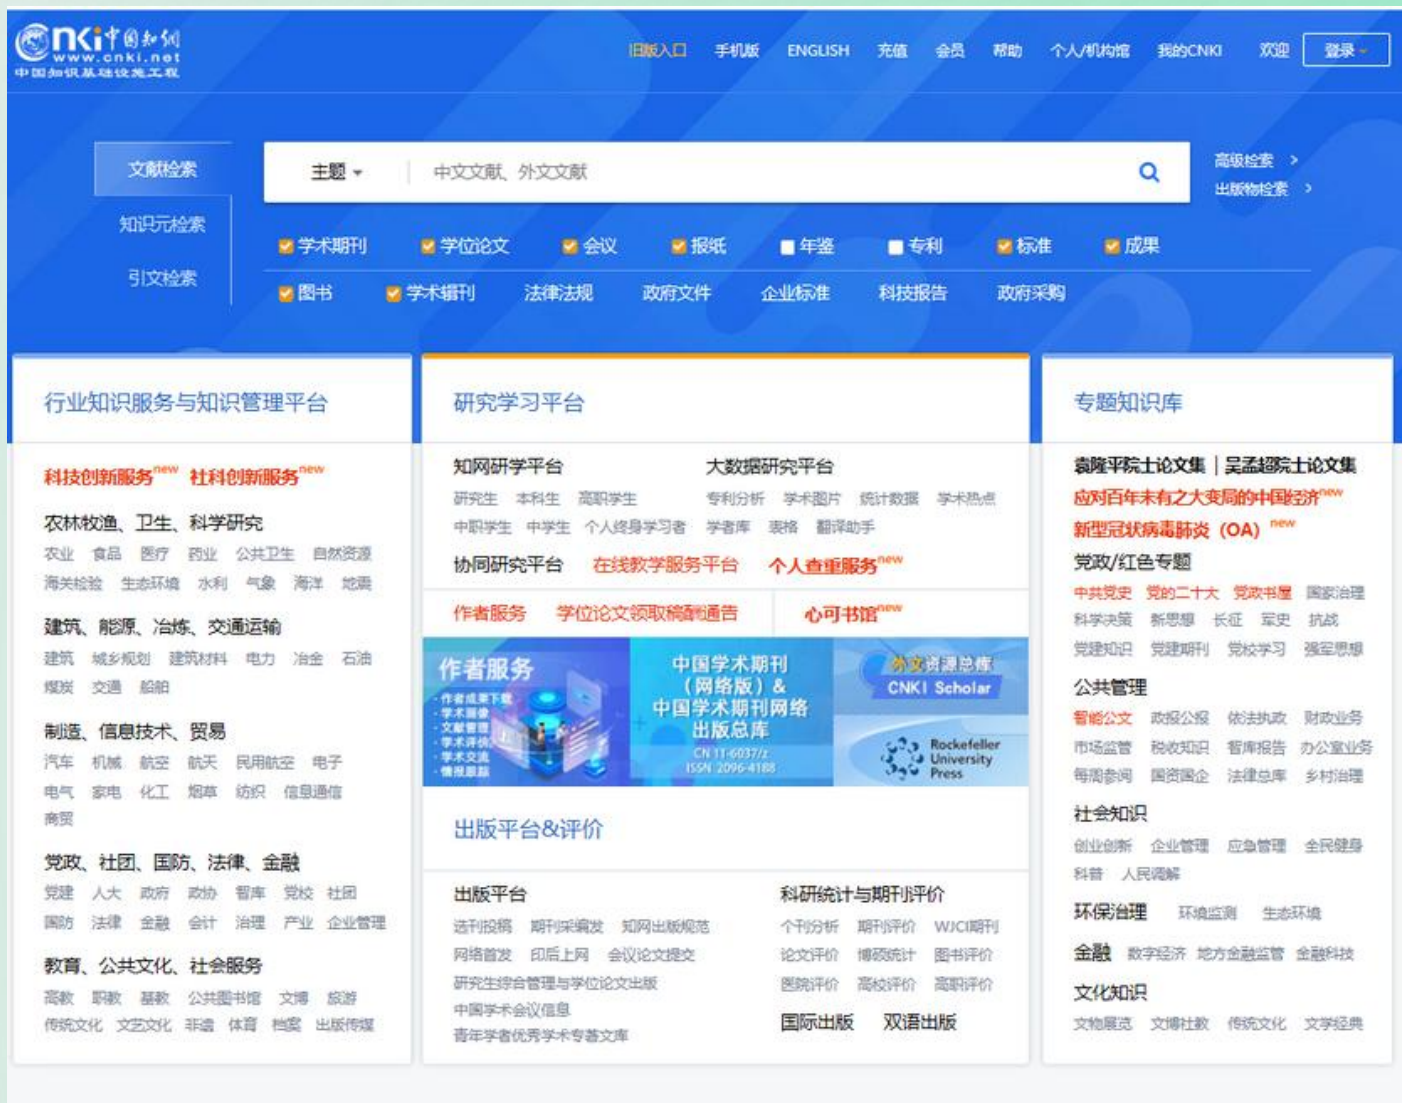 cnki中国知网
www.cnki.net
中国知识基础设施工程
旧版入口 手机版 ENGLISH 充值 会员 帮助 个人/机构馆 我的CNKI 欢迎 登录
文献检索
知识元检索
引文检索
主题 中文文献、外文文献
高级检索 >
出版物检索 >
学术期刊 学位论文 会议 报纸 年鉴 专利 标准 成果
图书 学术辑刊 法律法规 政府文件 企业标准 科技报告 政府采购
行业知识服务与知识管理平台
科技创新服务new 社科创新服务new
农林牧渔、卫生、科学研究
农业 食品 医疗 药业 公共卫生 自然资源
海关检验 生态环境 水利 气象 海洋 地震
建筑、能源、冶炼、交通运输
建筑 城乡规划 建筑材料 电力 冶金 石油
煤炭 交通 船舶
制造、信息技术、贸易
汽车 机械 航空 航天 民用航空 电子
电气 家电 化工 烟草 纺织 信息通信
商贸
党政、社团、国防、法律、金融
党建 人大 政府 政协 智库 党校 社团
国防 法律 金融 会计 治理 产业 企业管理
教育、公共文化、社会服务
高教 职教 基教 公共图书馆 文博 旅游
传统文化 文艺文化 非遗 体育 档案 出版传媒
研究学习平台
知网研学平台
研究生 本科生 高职学生
中职学生 中学生 个人终身学习者
大数据研究平台
专利分析 学术图片 统计数据 学术热点
学者库 表格 翻译助手
协同研究平台 在线教学服务平台 个人查重服务new
作者服务 学位论文领取稿酬通告 心可书馆new
作者服务
·作者成果下载
·学术画像
·文献管理
·学术评价
·学术交流
·情报跟踪
中国学术期刊
（网络版）&
中国学术期刊网络
出版总库
CN 11-6037/z
ISSN 2096-4188
外文资源总库
CNKI Scholar
Rockefeller
University
Press
出版平台&评价
出版平台
选刊投稿 期刊采编发 知网出版规范
网络首发 印后上网 会议论文提交
研究生综合管理与学位论文出版
中国学术会议信息
青年学者优秀学术专著文库
科研统计与期刊评价
个刊分析 期刊评价 WJCI期刊
论文评价 博硕统计 图书评价
医院评价 高校评价 高职评价
国际出版 双语出版
专题知识库
袁隆平院士论文集 | 吴孟超院士论文集
应对百年未有之大变局的中国经济new
新型冠状病毒肺炎（OA）new
党政/红色专题
中共党史 党的二十大 党政书屋 国家治理
科学决策 新思想 长征 军史 抗战
党建知识 党建期刊 党校学习 强军思想
公共管理
智能公文 政报公报 依法执政 财政业务
市场监管 税收知识 智库报告 办公室业务
每周参阅 国资国企 法律总库 乡村治理
社会知识
创业创新 企业管理 应急管理 全民健身
科普 人民调解
环保治理 环境监测 生态环境
金融 数字经济 地方金融监管 金融科技
文化知识
文物展览 文博社教 传统文化 文学经典